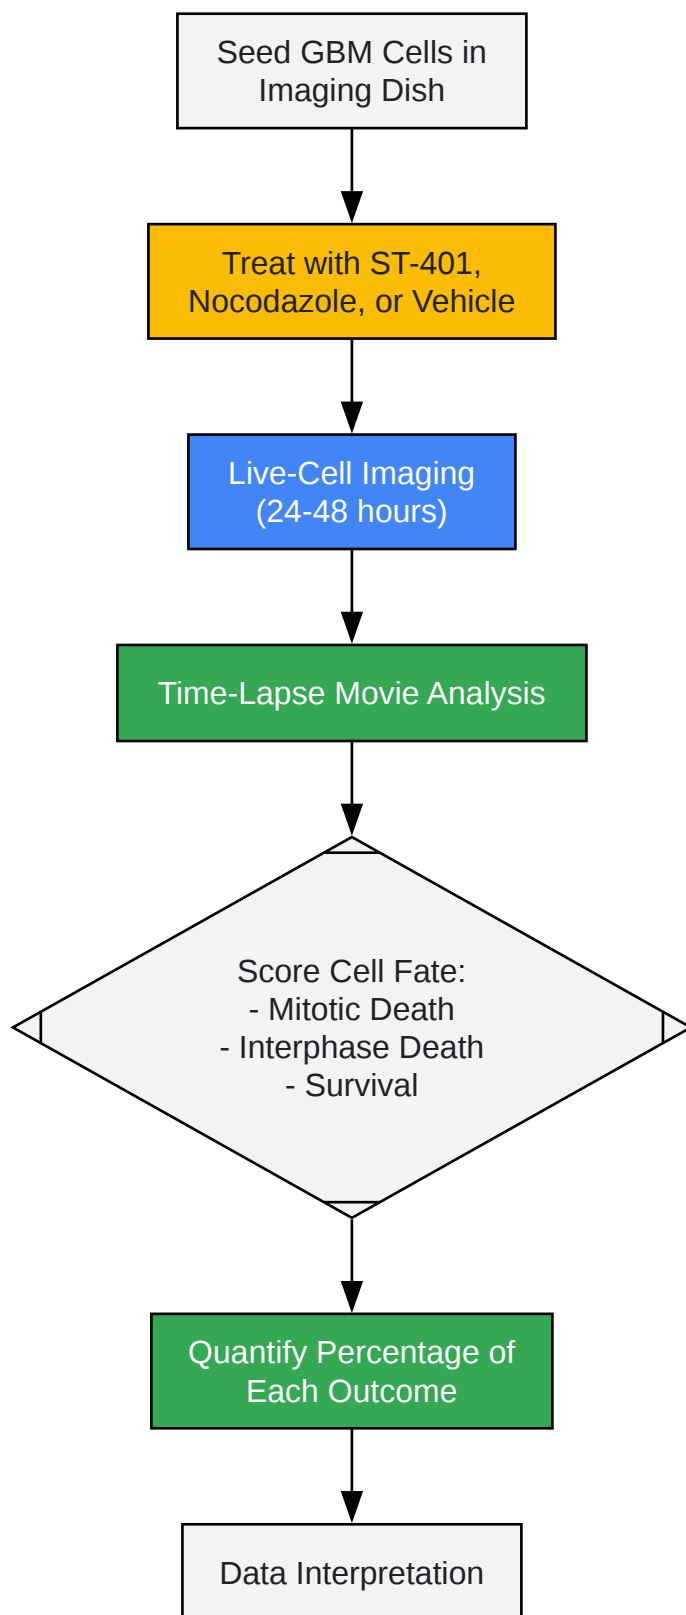 Seed GBM Cells in
Imaging Dish
Treat with ST-401,
Nocodazole, or Vehicle
Live-Cell Imaging
(24-48 hours)
Time-Lapse Movie Analysis
Score Cell Fate:
- Mitotic Death
- Interphase Death
- Survival
Quantify Percentage of
Each Outcome
Data Interpretation